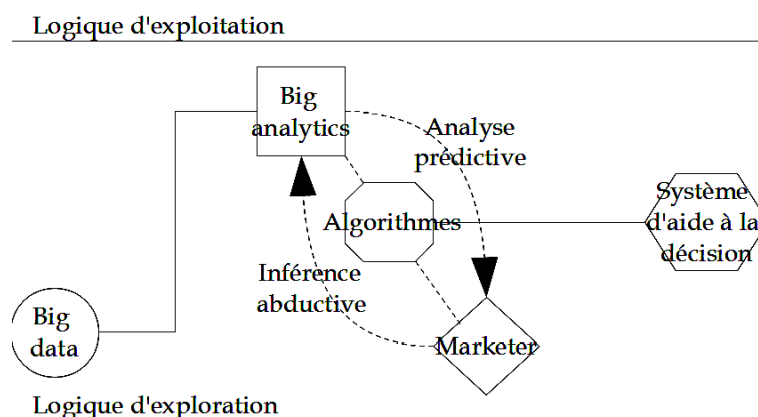 Logique d'exploitation
Big
analytics
Analyse
prédictive
Algorithmes
Système
d'aide à la
décision
Inférence
abductive
Big
data
Marketer
Logique d'exploration